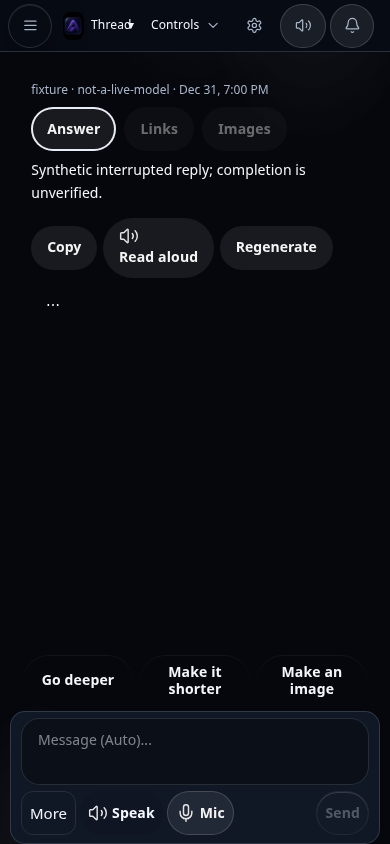 Thread
Controls
fixture · not-a-live-model · Dec 31, 7:00 PM
Answer
Links
Images
Synthetic interrupted reply; completion is
unverified.
Copy
Read aloud
Regenerate
...
Go deeper
Make it
shorter
Make an
image
Message (Auto)...
More
Speak
Mic
Send